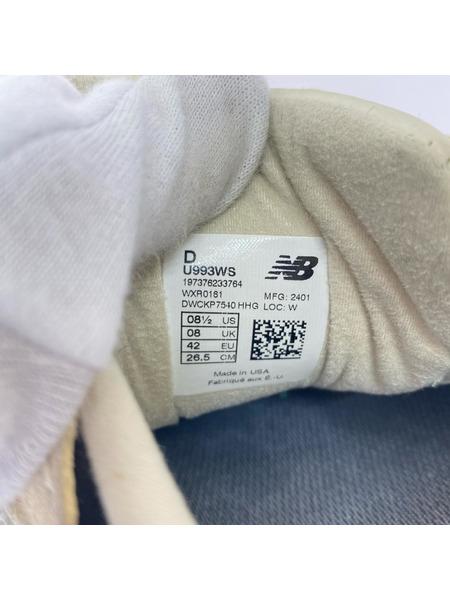 D
U993WS
197376233764
WXR0181
DWCKP7540 HHG
MFG: 2401
LOC: W
NB
08½ US
08 UK
42 EU
26.5 CM
Made in USA
Fabriqué aux É.-U